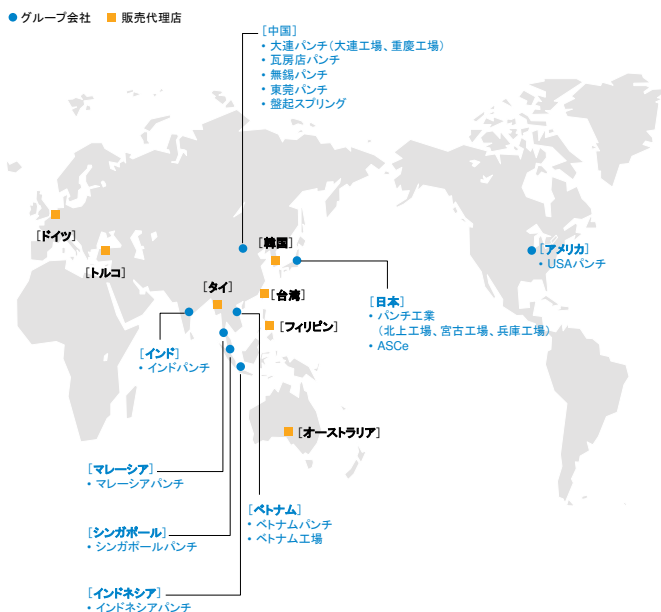 ● グループ会社 ■ 販売代理店
[中国]
・大連パンチ（大連工場、重慶工場）
・瓦房店パンチ
・無錫パンチ
・東莞パンチ
・盤起スプリング
[ドイツ]
[トルコ]
[韓国]
[アメリカ]
・USAパンチ
[タイ]
[台湾]
[日本]
・パンチ工業
（北上工場、宮古工場、兵庫工場）
・ASCe
[フィリピン]
[インド]
・インドパンチ
[オーストラリア]
[マレーシア]
・マレーシアパンチ
[ベトナム]
・ベトナムパンチ
・ベトナム工場
[シンガポール]
・シンガポールパンチ
[インドネシア]
・インドネシアパンチ